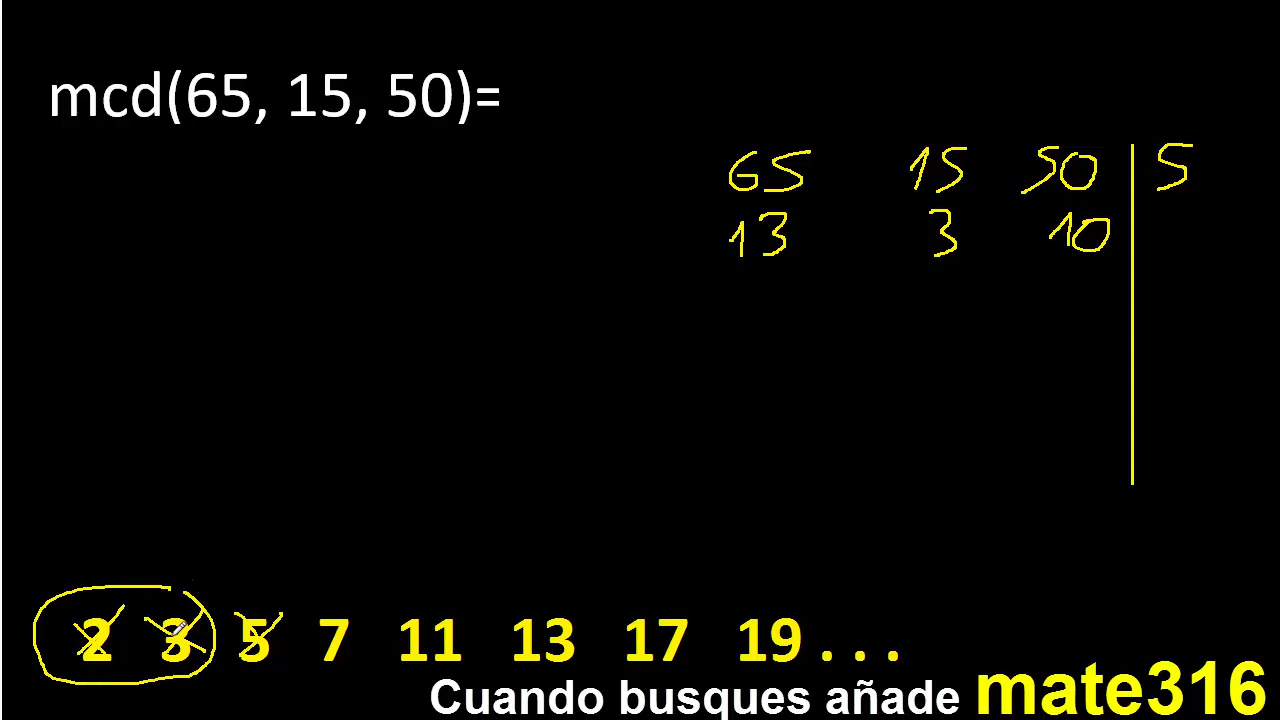 mcd(65, 15, 50)=
65 15 50 5
13 3 10
2 3 5 7 11 13 17 19 . . .
Cuando busques añade mate316